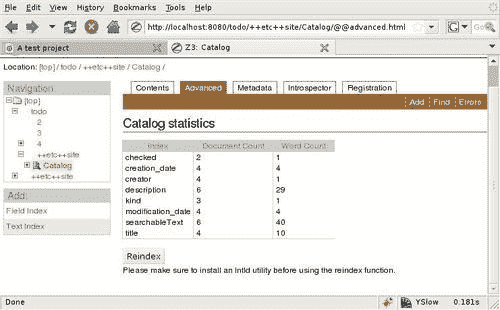 File Edit View History Bookmarks Tools Help
http://localhost:8080/todo/++etc++site/Catalog/@@advanced.html
A test project
Z3: Catalog
Location: [top] / todo / ++etc++site / Catalog /
Navigation
[top]
todo
2
3
4
++etc++site
Catalog
++etc++site
Add:
Field Index
Text Index
Contents Advanced Metadata Introspector Registration
Add Find Errors
Catalog statistics
Index Document Count Word Count
checked 2 1
creation_date 4 4
creator 4 1
description 6 29
kind 3 1
modification_date 4 4
searchableText 6 40
title 4 10
Reindex
Please make sure to install an IntId utility before using the reindex function.
Done
YSlow 0.181s